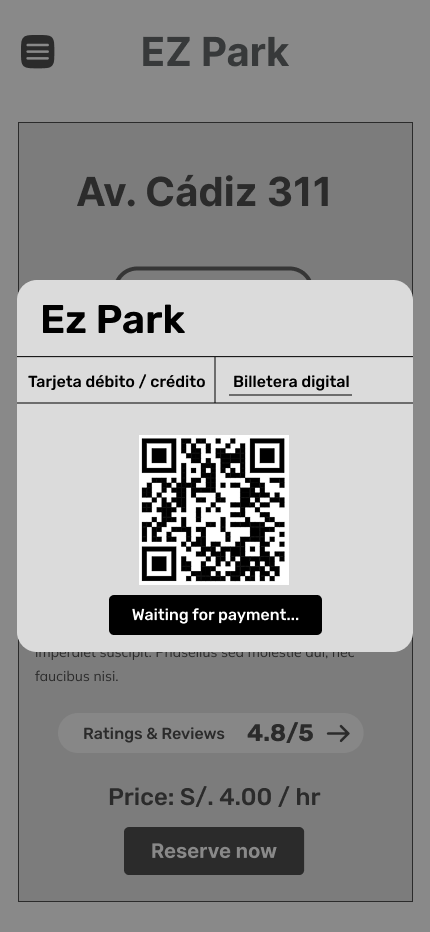 EZ Park
Av. Cádiz 311
Ez Park
Tarjeta débito / crédito
Billetera digital
Waiting for payment...
imperdiet suscipit. Phasellus sed molestie dui, nec
faucibus nisi.
Ratings & Reviews 4.8/5
Price: S/. 4.00 / hr
Reserve now